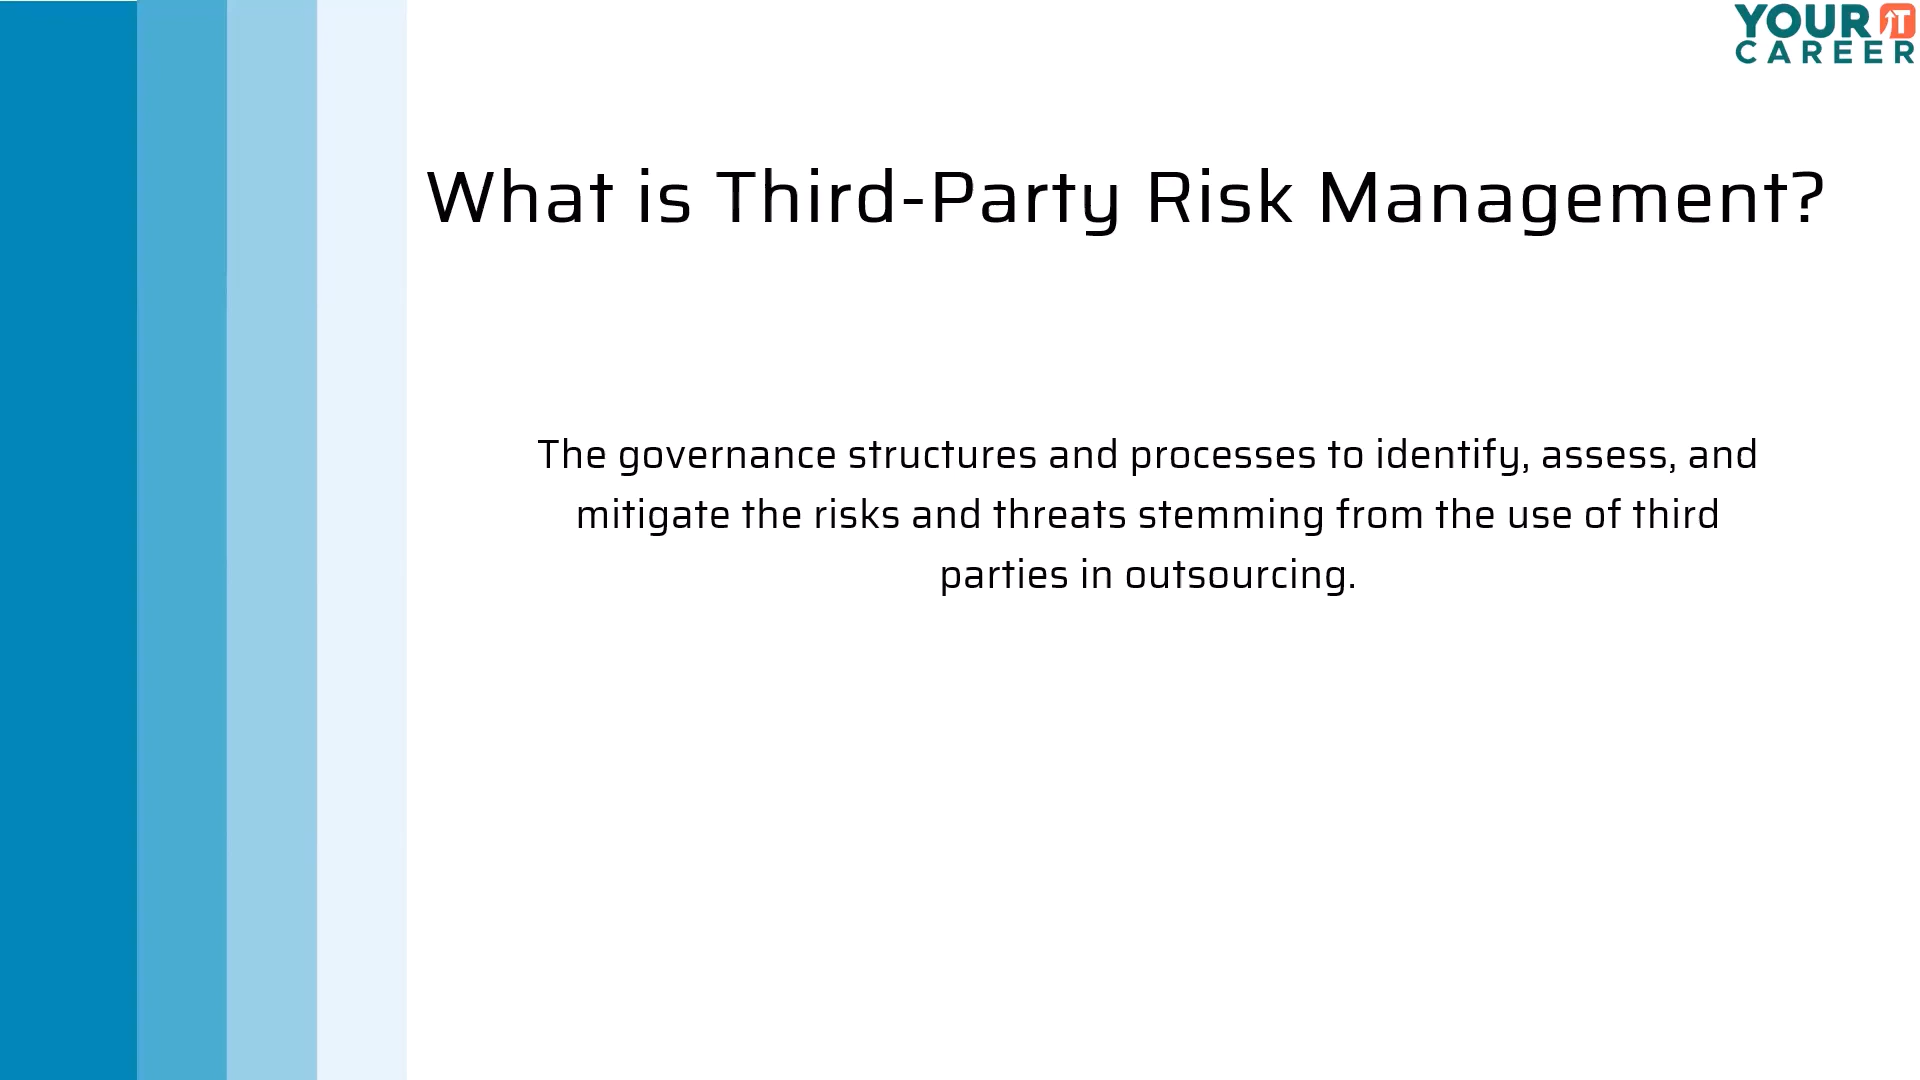 YOUR IT
CAREER
What is Third-Party Risk Management?
The governance structures and processes to identify, assess, and
mitigate the risks and threats stemming from the use of third
parties in outsourcing.